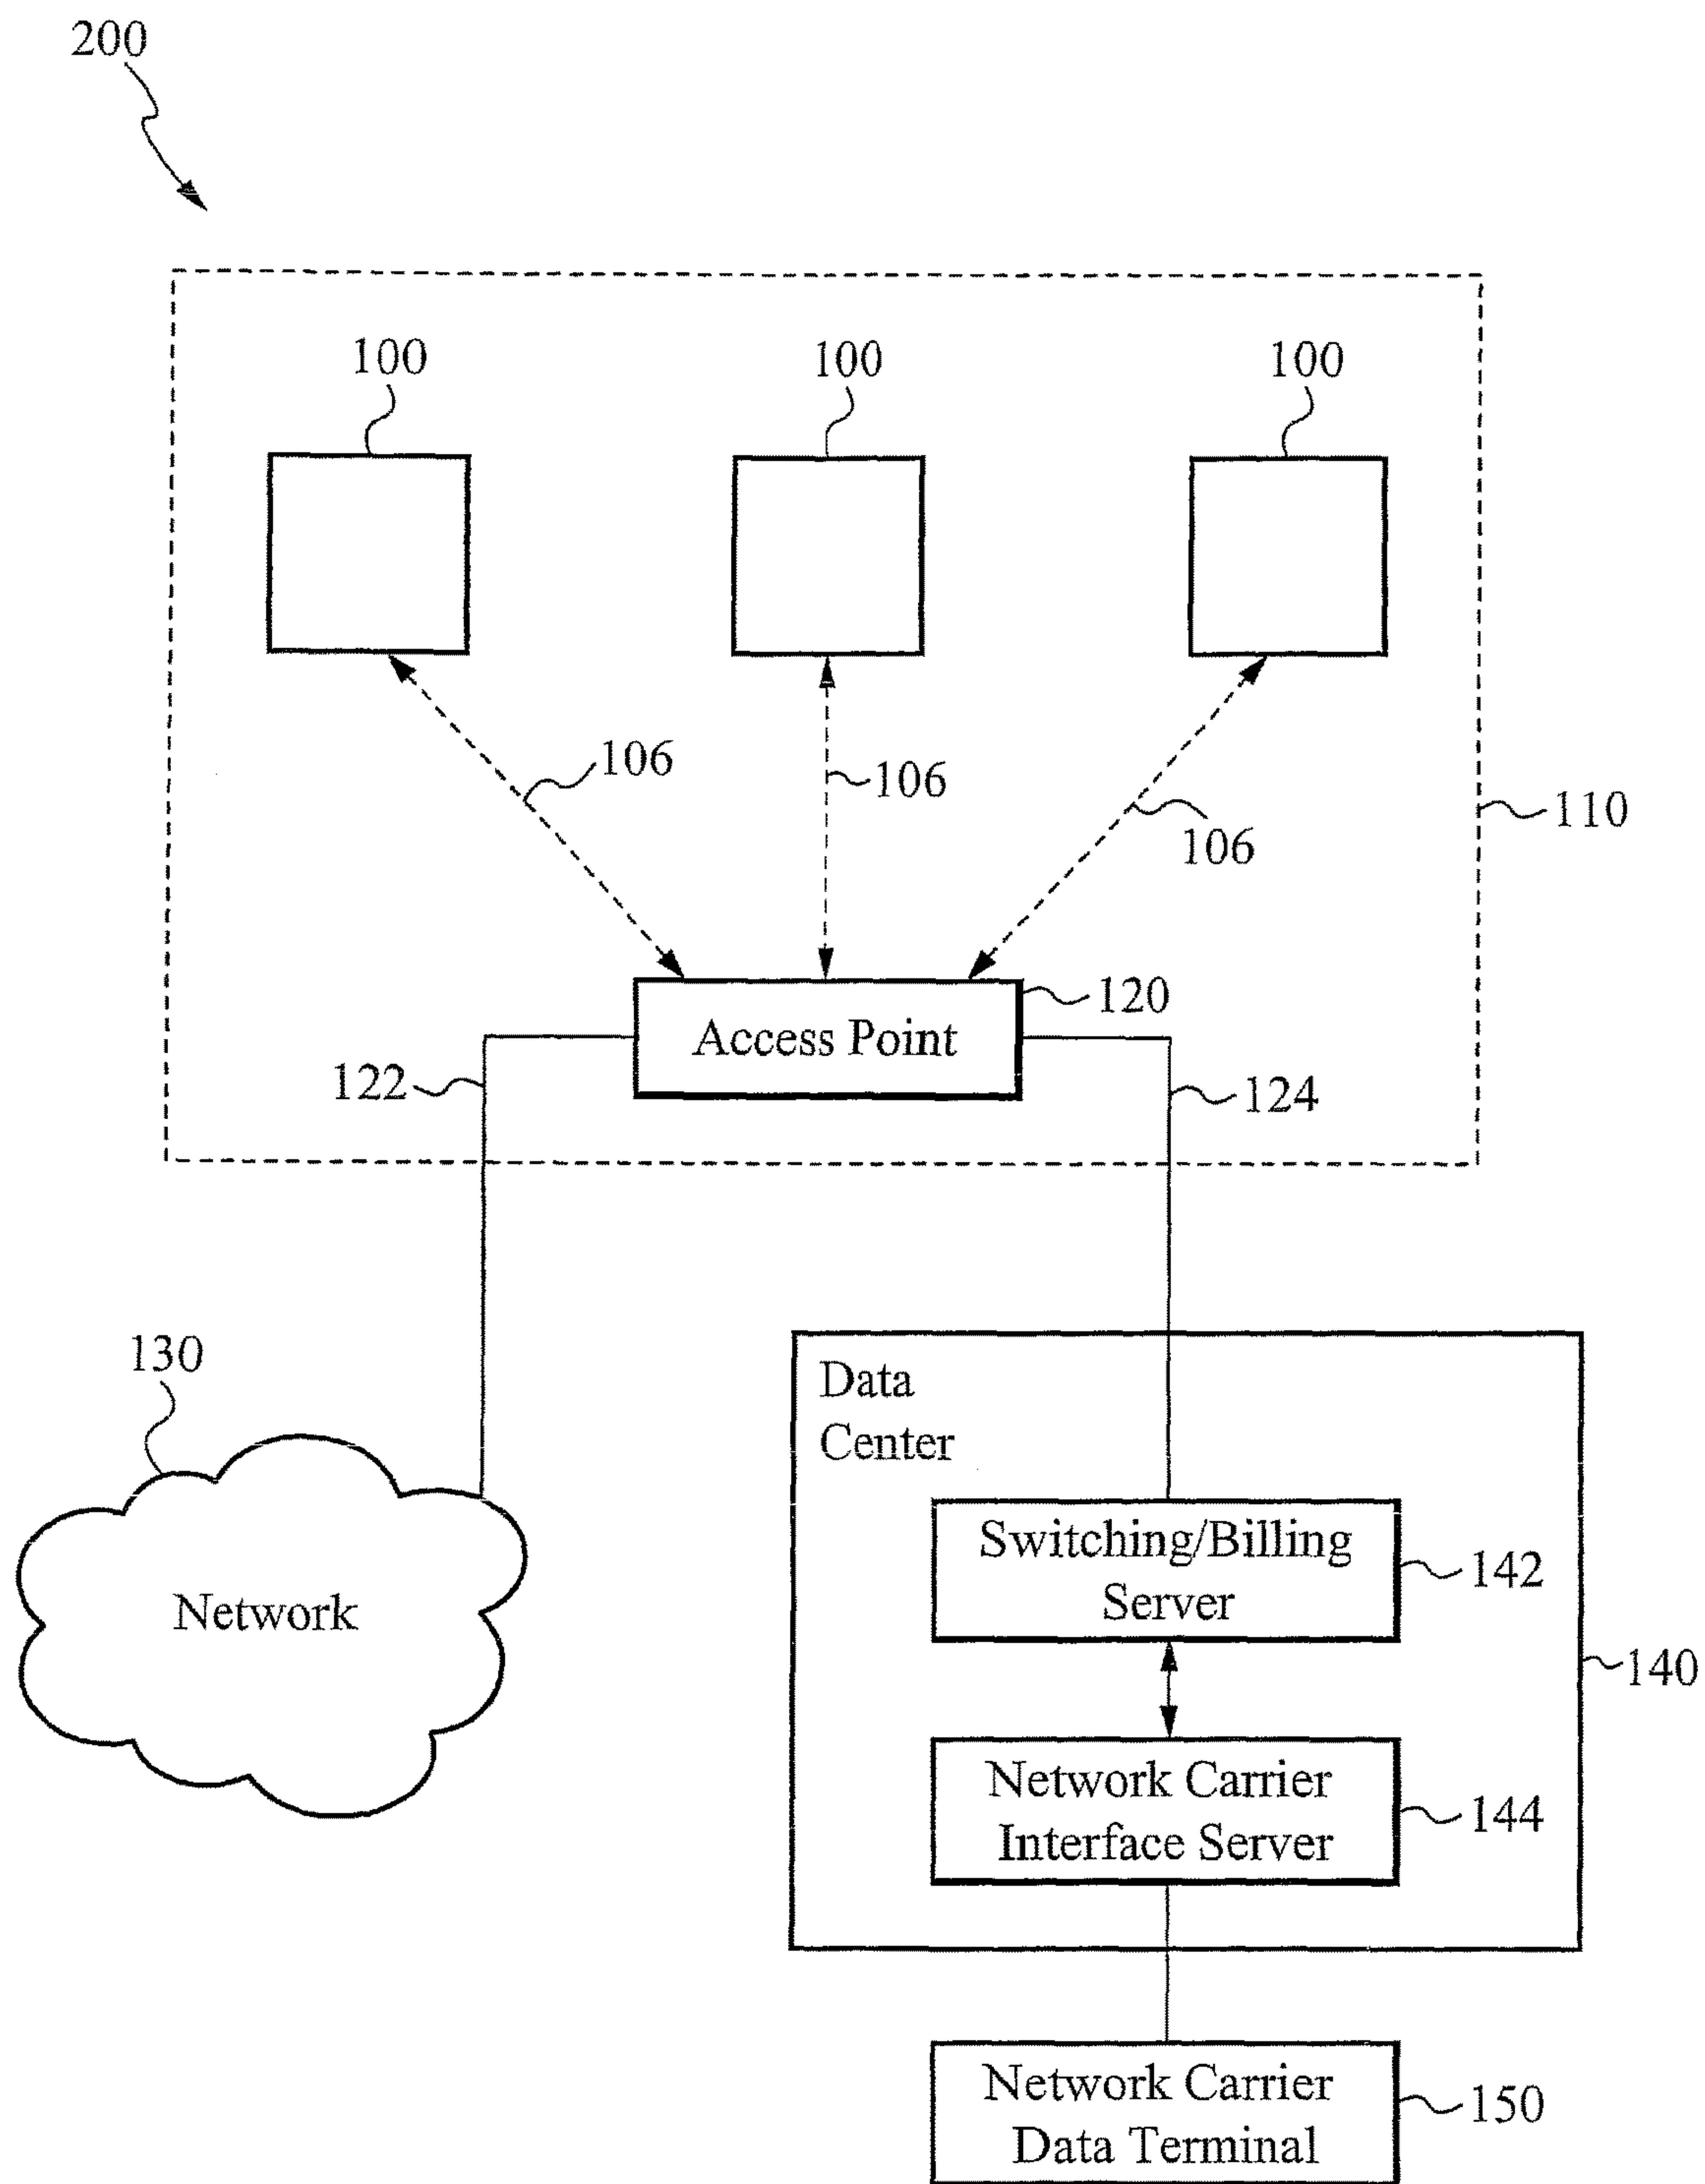 200
100
100
100
106
106
106
110
120
Access Point
122
124
130
Data
Center
Network
Switching/Billing
Server
142
140
Network Carrier
Interface Server
144
Network Carrier
Data Terminal
150